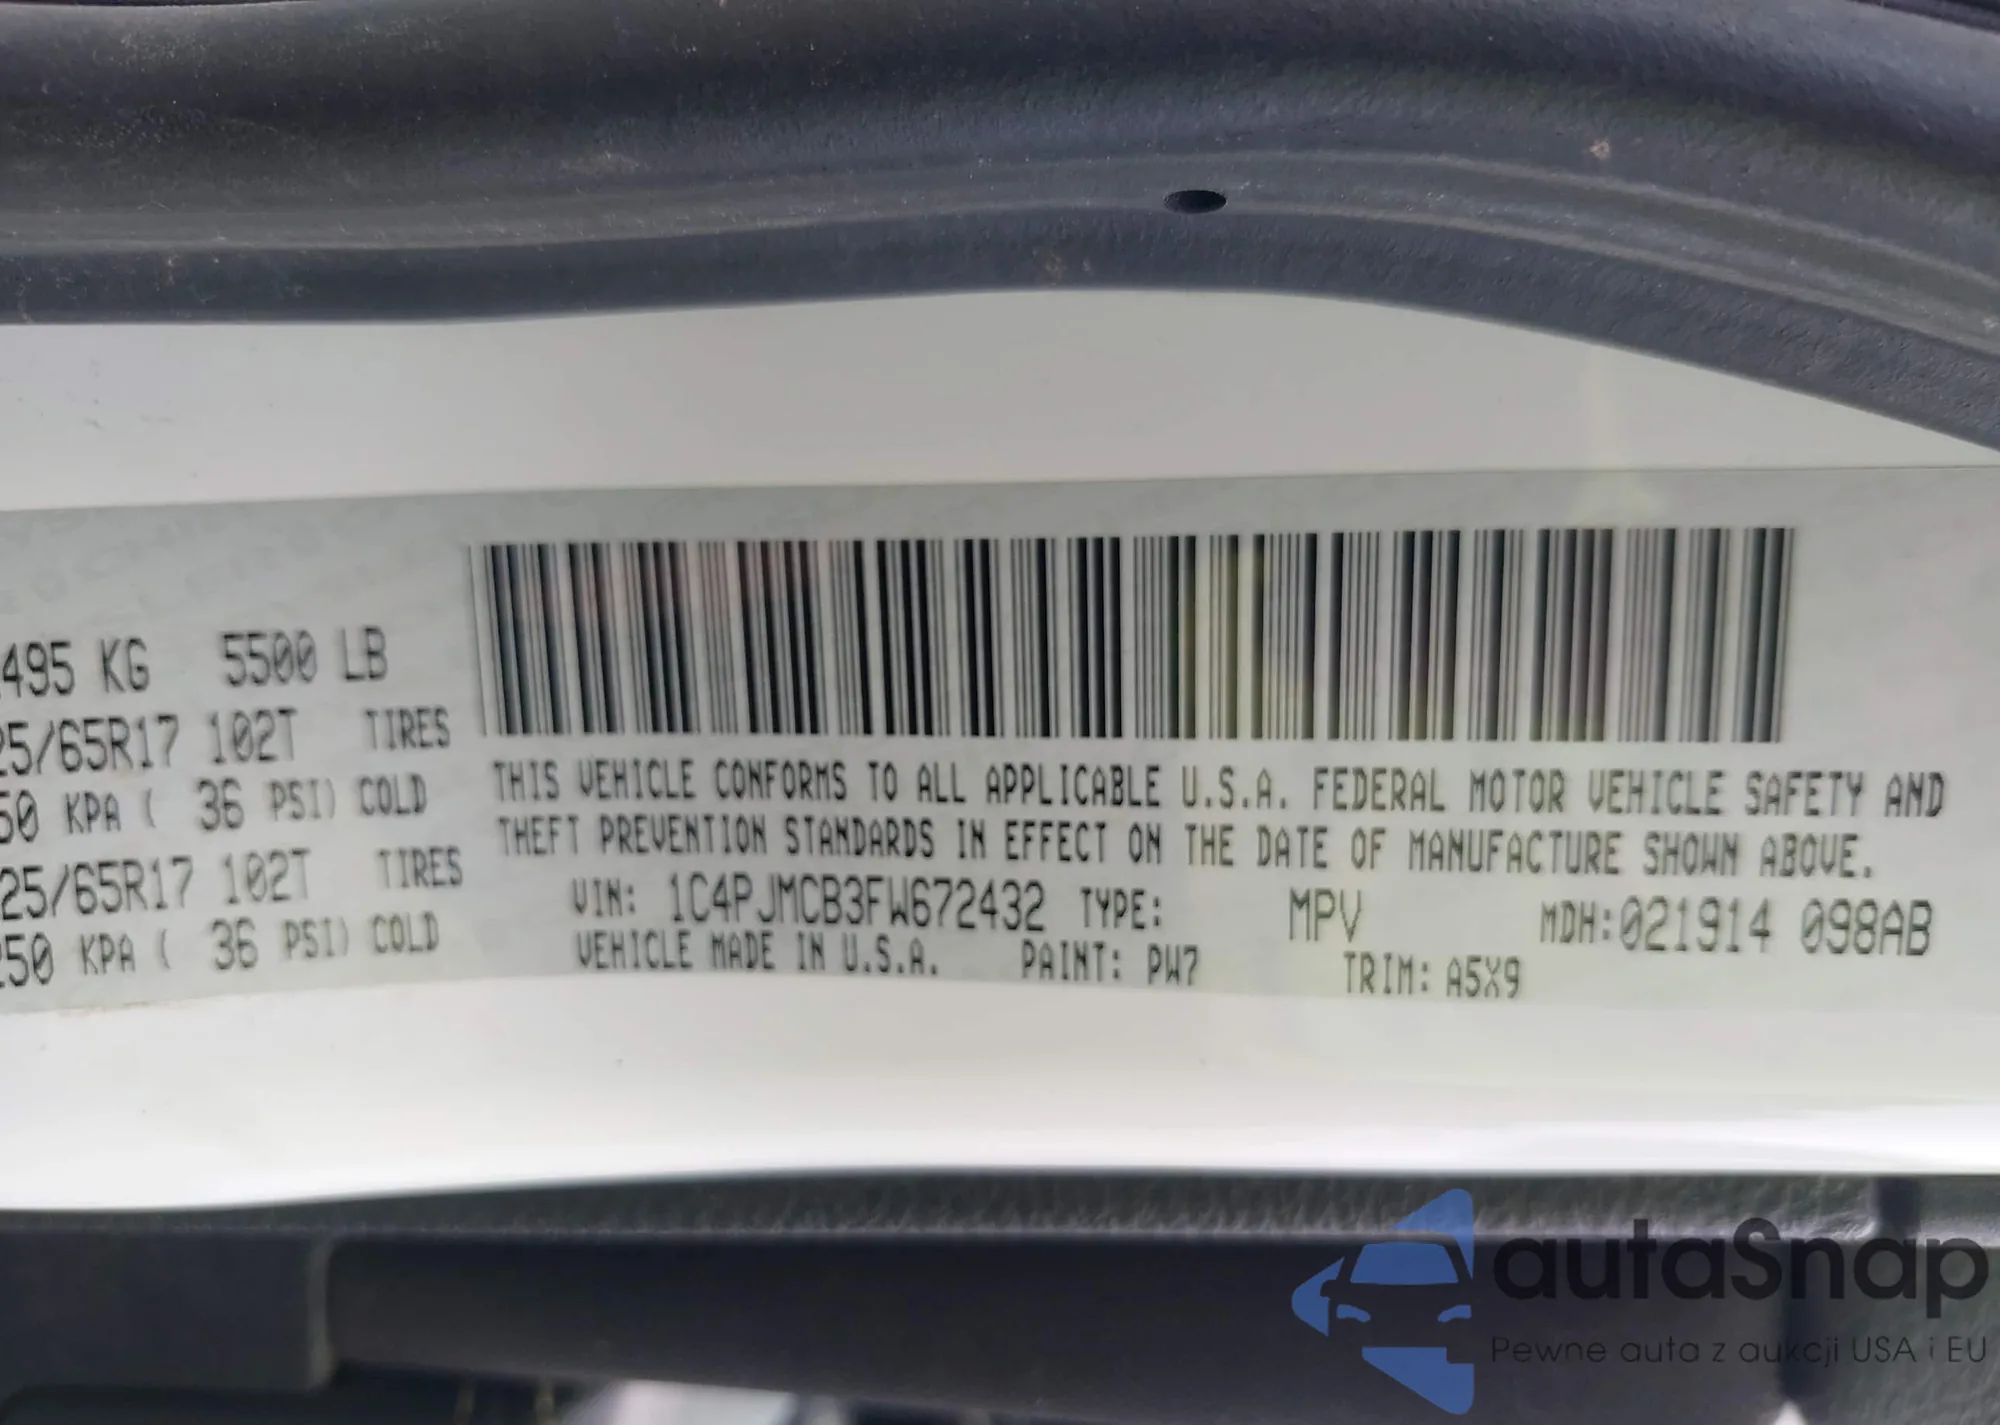 495 KG 5500 LB
25/65R17 102T TIRES
50 KPA ( 36 PSI) COLD
25/65R17 102T TIRES
250 KPA ( 36 PSI) COLD
THIS VEHICLE CONFORMS TO ALL APPLICABLE U.S.A. FEDERAL MOTOR VEHICLE SAFETY AND
THEFT PREVENTION STANDARDS IN EFFECT ON THE DATE OF MANUFACTURE SHOWN ABOVE.
VIN: 1C4PJMCB3FW672432 TYPE: MPV MDH:021914 098AB
VEHICLE MADE IN U.S.A. PAINT: PW7 TRIM: A5X9
autaSnap
Pewne auta z aukcji USA i EU